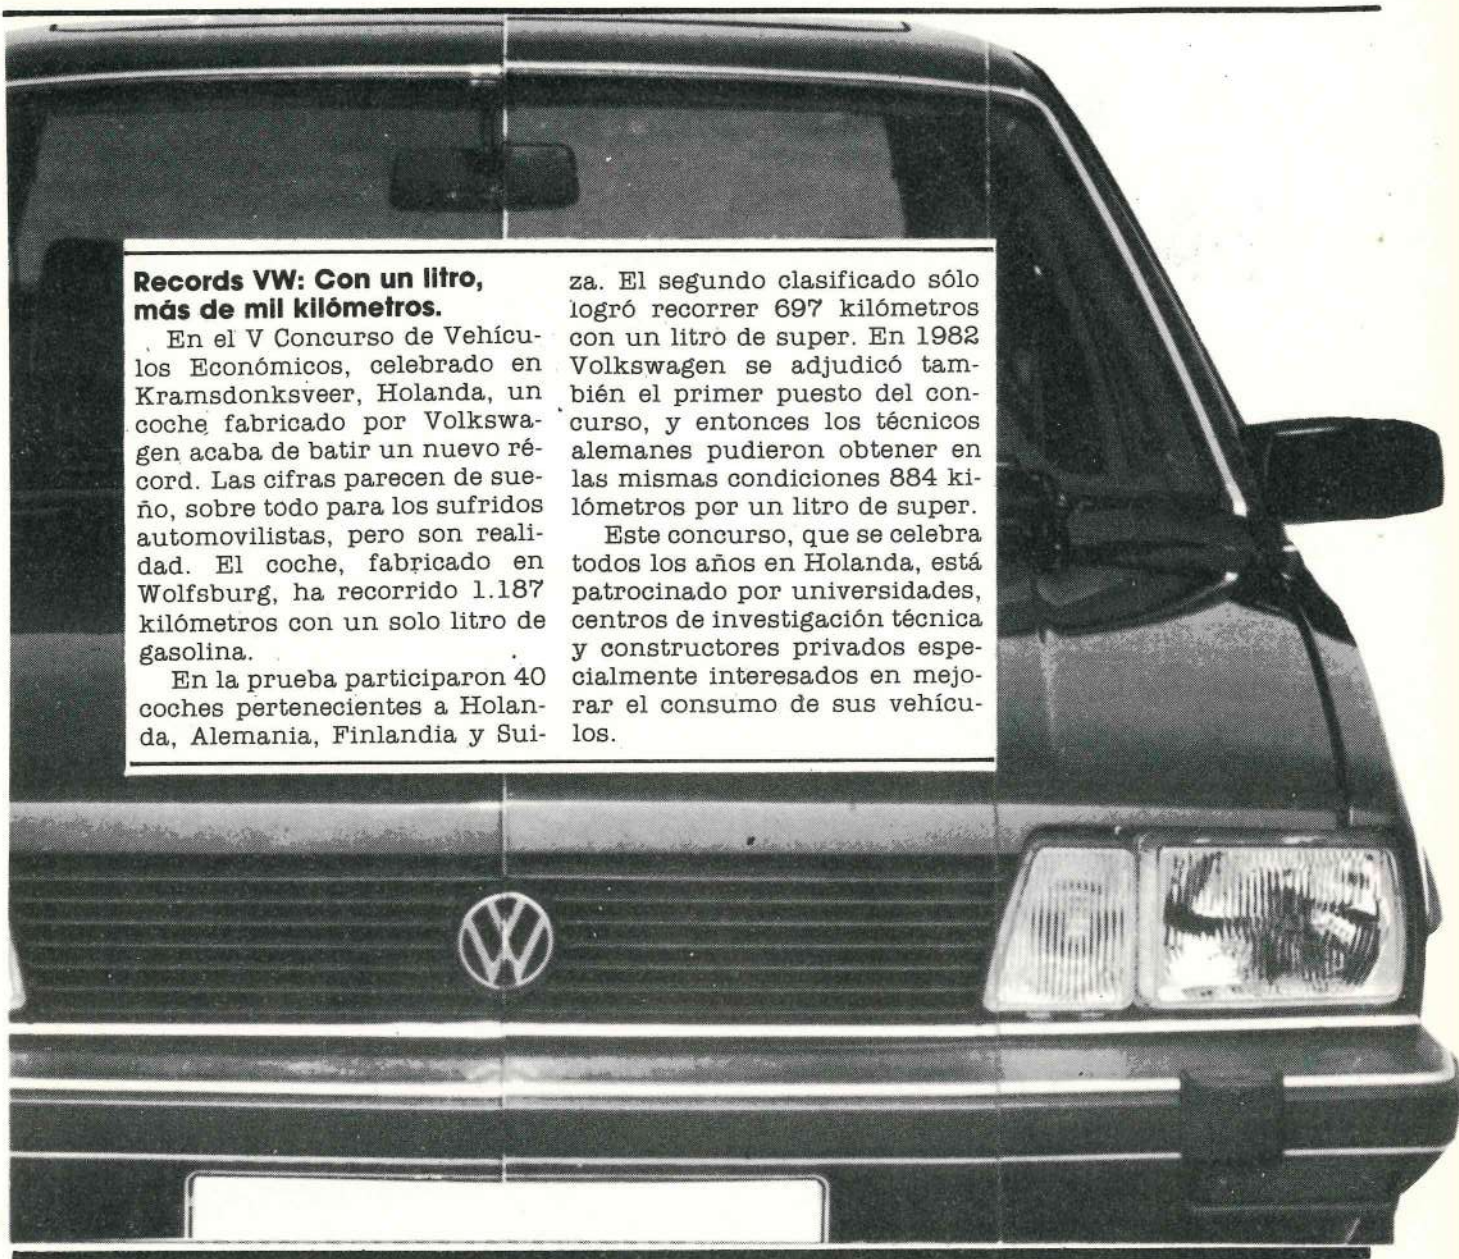 Records VW: Con un litro,
más de mil kilómetros.
En el V Concurso de Vehícu-
los Económicos, celebrado en
Kramsdonksveer, Holanda, un
coche fabricado por Volkswa-
gen acaba de batir un nuevo ré-
cord. Las cifras parecen de sue-
ño, sobre todo para los sufridos
automovilistas, pero son reali-
dad. El coche, fabricado en
Wolfsburg, ha recorrido 1.187
kilómetros con un solo litro de
gasolina.
En la prueba participaron 40
coches pertenecientes a Holan-
da, Alemania, Finlandia y Sui-
za. El segundo clasificado sólo
logró recorrer 697 kilómetros
con un litro de super. En 1982
Volkswagen se adjudicó tam-
bién el primer puesto del con-
curso, y entonces los técnicos
alemanes pudieron obtener en
las mismas condiciones 884 ki-
lómetros por un litro de super.
Este concurso, que se celebra
todos los años en Holanda, está
patrocinado por universidades,
centros de investigación técnica
y constructores privados espe-
cialmente interesados en mejo-
rar el consumo de sus vehícu-
los.
VW